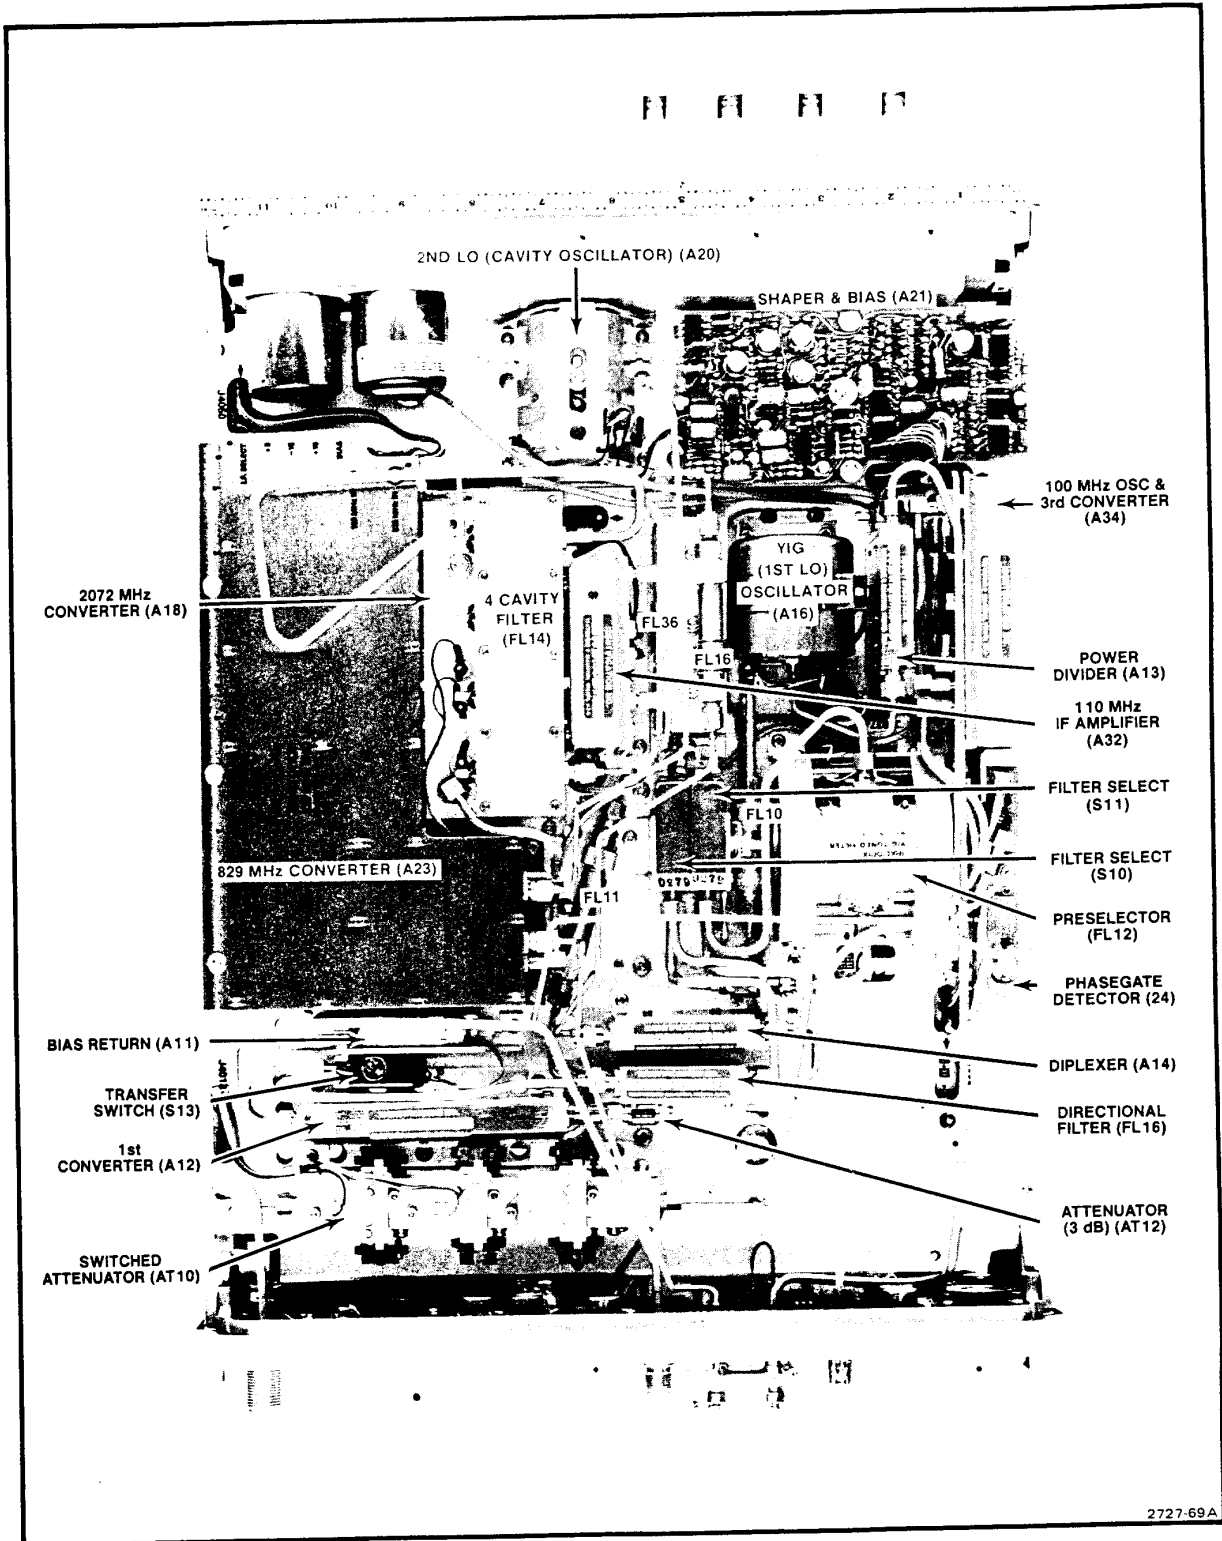 2ND LO (CAVITY OSCILLATOR) (A20)
SHAPER & BIAS (A21)
100 MHz OSC &
3rd CONVERTER
(A34)
YIG
(1ST LO)
OSCILLATOR
(A16)
2072 MHz
CONVERTER (A18)
4 CAVITY
FILTER
(FL14)
FL36
FL16
POWER
DIVIDER (A13)
110 MHz
IF AMPLIFIER
(A32)
FILTER SELECT
(S11)
FL10
829 MHz CONVERTER (A23)
FILTER SELECT
(S10)
FL11
PRESELECTOR
(FL12)
PHASEGATE
DETECTOR (24)
BIAS RETURN (A11)
DIPLEXER (A14)
TRANSFER
SWITCH (S13)
DIRECTIONAL
FILTER (FL16)
1st
CONVERTER (A12)
ATTENUATOR
(3 dB) (AT12)
SWITCHED
ATTENUATOR (AT10)
2727-69A